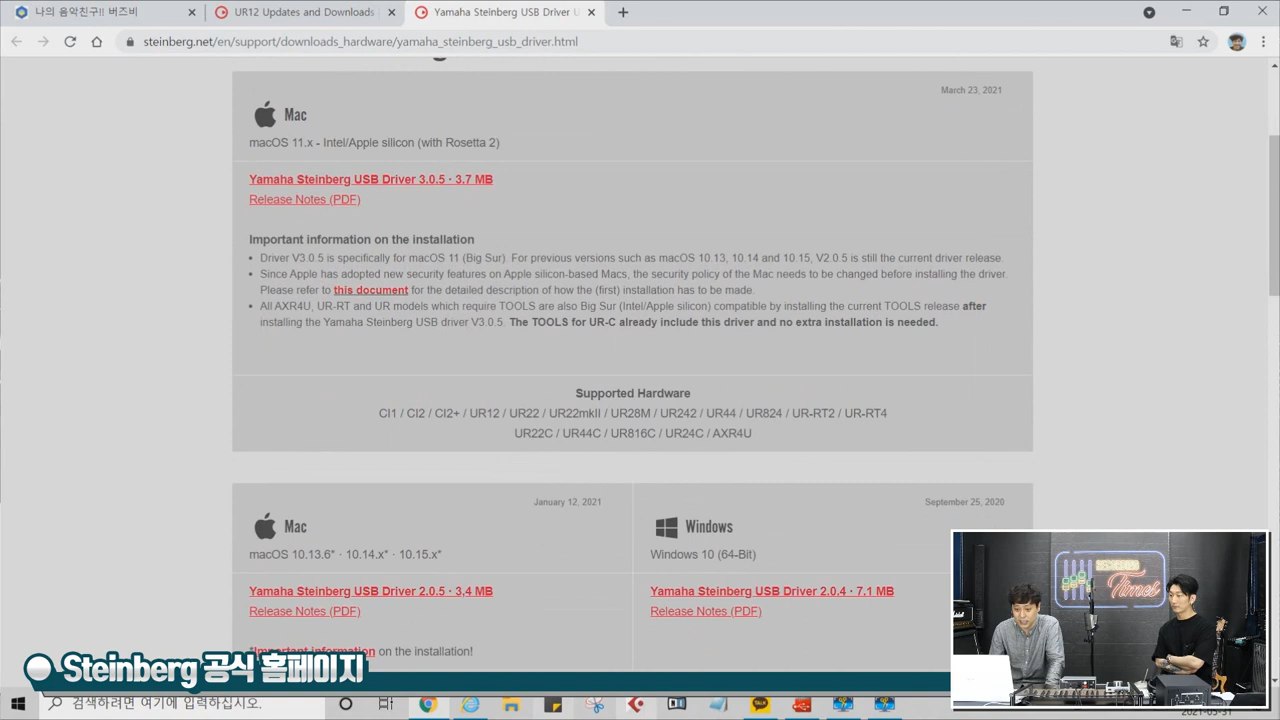 나의 음악친구!! 버즈비
UR12 Updates and Downloads
Yamaha Steinberg USB Driver U
steinberg.net/en/support/downloads_hardware/yamaha_steinberg_usb_driver.html
March 23, 2021
Mac
macOS 11.x - Intel/Apple silicon (with Rosetta 2)
Yamaha Steinberg USB Driver 3.0.5 · 3.7 MB
Release Notes (PDF)
Important information on the installation
• Driver V3.0.5 is specifically for macOS 11 (Big Sur). For previous versions such as macOS 10.13, 10.14 and 10.15, V2.0.5 is still the current driver release.
• Since Apple has adopted new security features on Apple silicon-based Macs, the security policy of the Mac needs to be changed before installing the driver.
Please refer to this document for the detailed description of how the (first) installation has to be made.
• All AXR4U, UR-RT and UR models which require TOOLS are also Big Sur (Intel/Apple silicon) compatible by installing the current TOOLS release after
installing the Yamaha Steinberg USB driver V3.0.5. The TOOLS for UR-C already include this driver and no extra installation is needed.
Supported Hardware
CI1 / CI2 / CI2+ / UR12 / UR22 / UR22mkII / UR28M / UR242 / UR44 / UR824 / UR-RT2 / UR-RT4
UR22C / UR44C / UR816C / UR24C / AXR4U
January 12, 2021
Mac
macOS 10.13.6* · 10.14.x* · 10.15.x*
Yamaha Steinberg USB Driver 2.0.5 · 3,4 MB
Release Notes (PDF)
*Important information on the installation!
September 25, 2020
Windows
Windows 10 (64-Bit)
Yamaha Steinberg USB Driver 2.0.4 · 7.1 MB
Release Notes (PDF)
Times
Steinberg 공식 홈페이지
검색하려면 여기에 입력하십시오.
2021-03-31